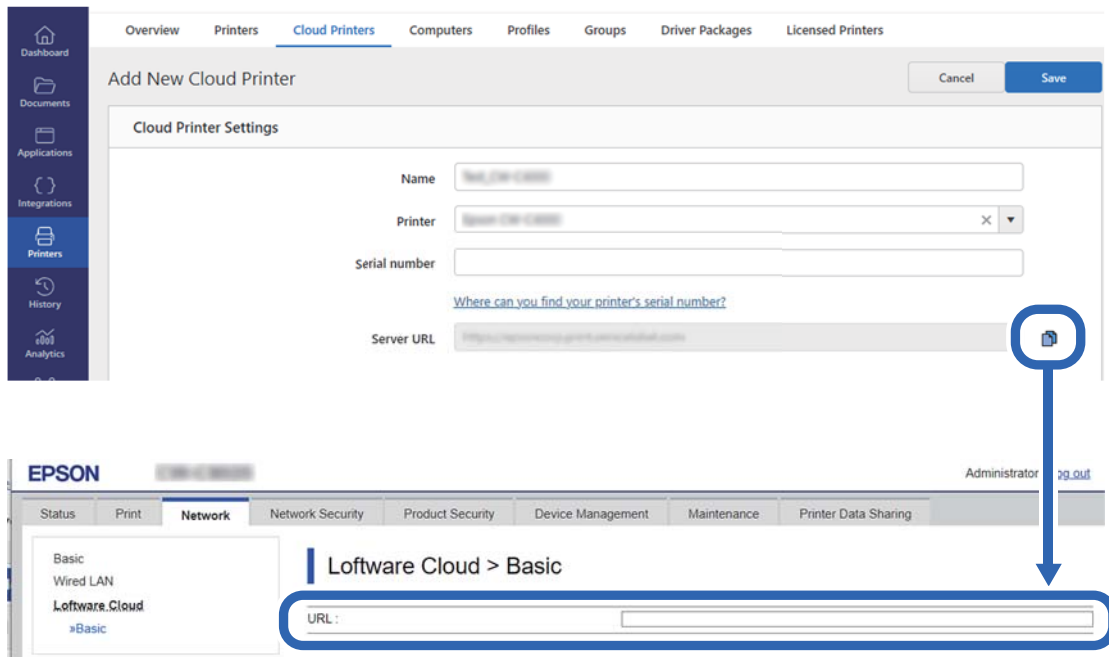 Overview Printers Cloud Printers Computers Profiles Groups Driver Packages Licensed Printers
Dashboard
Documents
Applications
Integrations
Printers
History
Analytics
Add New Cloud Printer
Cancel Save
Cloud Printer Settings
Name
Printer
Serial number
Where can you find your printer's serial number?
Server URL
EPSON
Administrator og out
Status Print Network Network Security Product Security Device Management Maintenance Printer Data Sharing
Basic
Wired LAN
Loftware Cloud
»Basic
Loftware Cloud > Basic
URL :